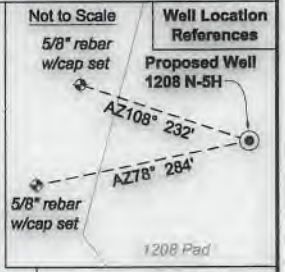 Not to Scale
Well Location
References
5/8" rebar
w/cap set
Proposed Well
1208 N-5H
AZ108° 232'
AZ78° 284'
5/8" rebar
w/cap set
1208 Pad